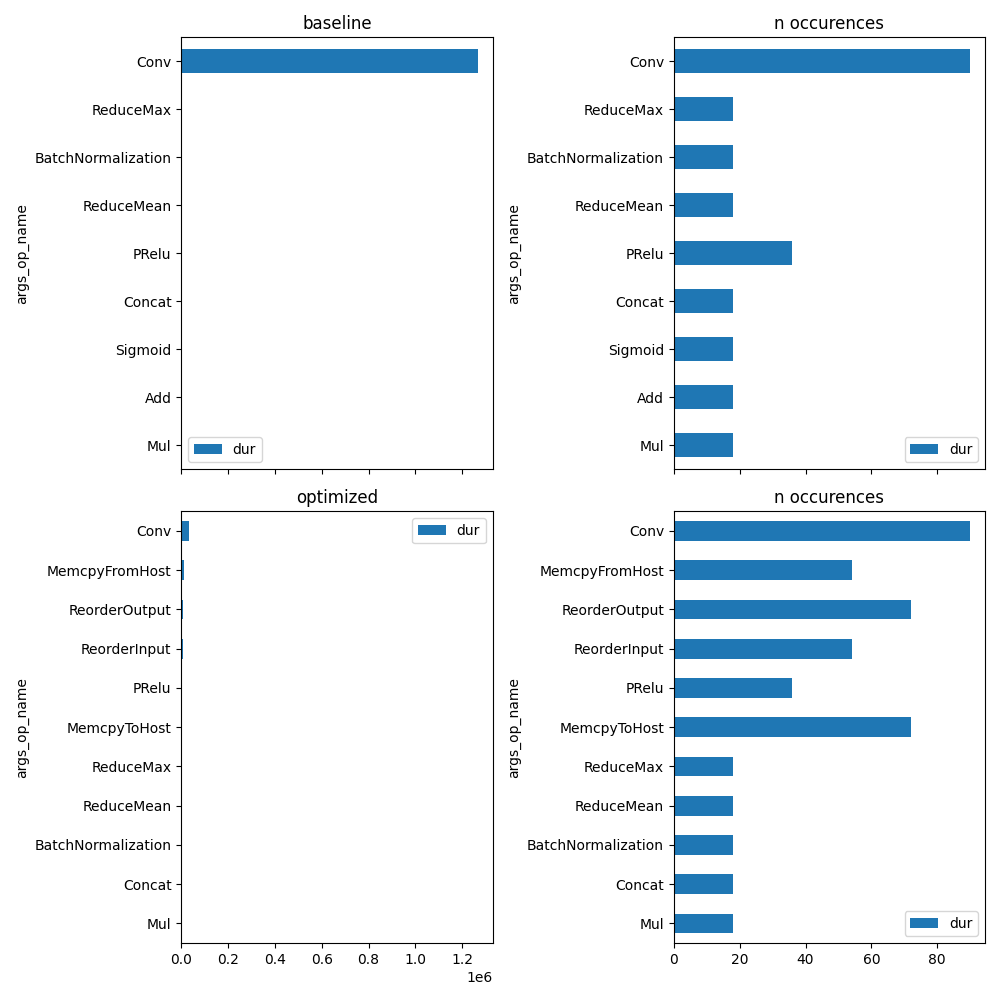 baseline
Conv
ReduceMax
BatchNormalization
ReduceMean
PRelu
Concat
Sigmoid
Add
Mul
args_op_name
dur
n occurences
Conv
ReduceMax
BatchNormalization
ReduceMean
PRelu
Concat
Sigmoid
Add
Mul
args_op_name
dur
optimized
Conv
MemcpyFromHost
ReorderOutput
ReorderInput
PRelu
MemcpyToHost
ReduceMax
ReduceMean
BatchNormalization
Concat
Mul
args_op_name
dur
0.0 0.2 0.4 0.6 0.8 1.0 1.2
1e6
n occurences
Conv
MemcpyFromHost
ReorderOutput
ReorderInput
PRelu
MemcpyToHost
ReduceMax
ReduceMean
BatchNormalization
Concat
Mul
args_op_name
dur
0 20 40 60 80